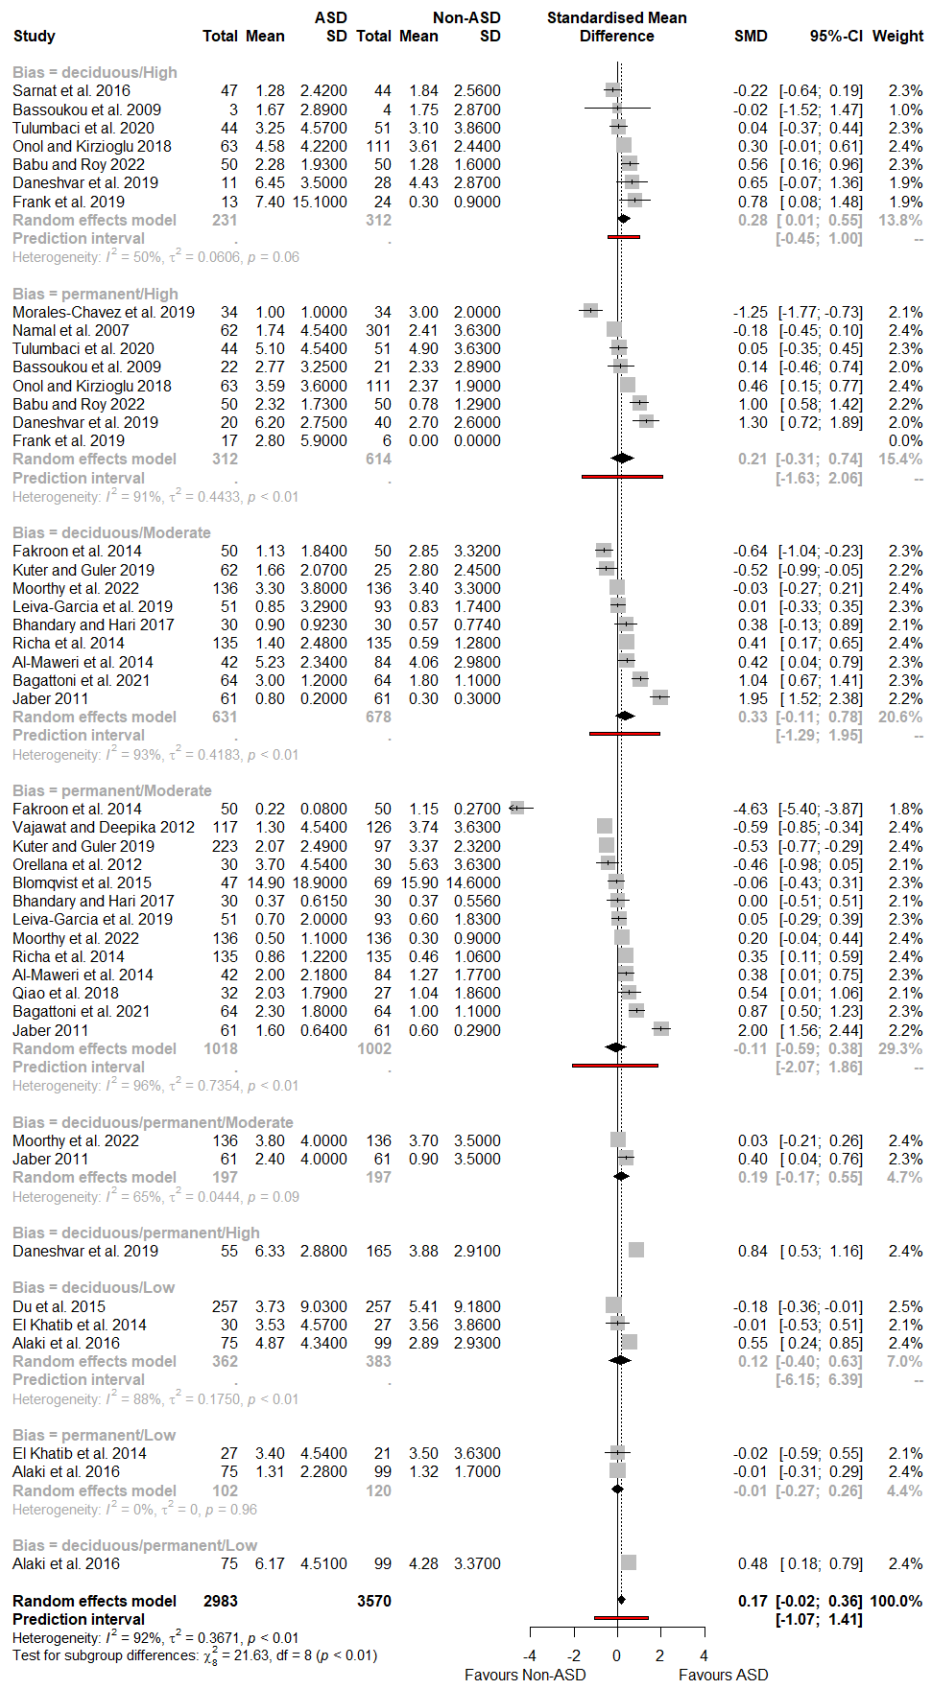 ASD Non-ASD Standardised Mean
Study Total Mean SD Total Mean SD Difference SMD 95%-CI Weight
Bias = deciduous/High
Sarnat et al. 2016 47 1.28 2.4200 44 1.84 2.5600 -0.22 [-0.64; 0.19] 2.3%
Bassoukou et al. 2009 3 1.67 2.8900 4 1.75 2.8700 -0.02 [-1.52; 1.47] 1.0%
Tulumbaci et al. 2020 44 3.25 4.5700 51 3.10 3.8600 0.04 [-0.37; 0.44] 2.3%
Onol and Kirzioglu 2018 63 4.58 4.2200 111 3.61 2.4400 0.30 [-0.01; 0.61] 2.4%
Babu and Roy 2022 50 2.28 1.9300 50 1.28 1.6000 0.56 [ 0.16; 0.96] 2.3%
Daneshvar et al. 2019 11 6.45 3.5000 28 4.43 2.8700 0.65 [-0.07; 1.36] 1.9%
Frank et al. 2019 13 7.40 15.1000 24 0.30 0.9000 0.78 [ 0.08; 1.48] 1.9%
Random effects model 231 312 0.28 [ 0.01; 0.55] 13.8%
Prediction interval . . [-0.45; 1.00] --
Heterogeneity: I² = 50%, τ² = 0.0606, p = 0.06
Bias = permanent/High
Morales-Chavez et al. 2019 34 1.00 1.0000 34 3.00 2.0000 -1.25 [-1.77; -0.73] 2.1%
Namal et al. 2007 62 1.74 4.5400 301 2.41 3.6300 -0.18 [-0.45; 0.10] 2.4%
Tulumbaci et al. 2020 44 5.10 4.5400 51 4.90 3.6300 0.05 [-0.35; 0.45] 2.3%
Bassoukou et al. 2009 22 2.77 3.2500 21 2.33 2.8900 0.14 [-0.46; 0.74] 2.0%
Onol and Kirzioglu 2018 63 3.59 3.6000 111 2.37 1.9000 0.46 [ 0.15; 0.77] 2.4%
Babu and Roy 2022 50 2.32 1.7300 50 0.78 1.2900 1.00 [ 0.58; 1.42] 2.2%
Daneshvar et al. 2019 20 6.20 2.7500 40 2.70 2.6000 1.30 [ 0.72; 1.89] 2.0%
Frank et al. 2019 17 2.80 5.9000 6 0.00 0.0000 0.0%
Random effects model 312 614 0.21 [-0.31; 0.74] 15.4%
Prediction interval . . [-1.63; 2.06] --
Heterogeneity: I² = 91%, τ² = 0.4433, p < 0.01
Bias = deciduous/Moderate
Fakroon et al. 2014 50 1.13 1.8400 50 2.85 3.3200 -0.64 [-1.04; -0.23] 2.3%
Kuter and Guler 2019 62 1.66 2.0700 25 2.80 2.4500 -0.52 [-0.99; -0.05] 2.2%
Moorthy et al. 2022 136 3.30 3.8000 136 3.40 3.3000 -0.03 [-0.27; 0.21] 2.4%
Leiva-Garcia et al. 2019 51 0.85 3.2900 93 0.83 1.7400 0.01 [-0.33; 0.35] 2.3%
Bhandary and Hari 2017 30 0.90 0.9230 30 0.57 0.7740 0.38 [-0.13; 0.89] 2.1%
Richa et al. 2014 135 1.40 2.4800 135 0.59 1.2800 0.41 [ 0.17; 0.65] 2.4%
Al-Maweri et al. 2014 42 5.23 2.3400 84 4.06 2.9800 0.42 [ 0.04; 0.79] 2.3%
Bagattoni et al. 2021 64 3.00 1.2000 64 1.80 1.1000 1.04 [ 0.67; 1.41] 2.3%
Jaber 2011 61 0.80 0.2000 61 0.30 0.3000 1.95 [ 1.52; 2.38] 2.2%
Random effects model 631 678 0.33 [-0.11; 0.78] 20.6%
Prediction interval . . [-1.29; 1.95] --
Heterogeneity: I² = 93%, τ² = 0.4183, p < 0.01
Bias = permanent/Moderate
Fakroon et al. 2014 50 0.22 0.0800 50 1.15 0.2700 -4.63 [-5.40; -3.87] 1.8%
Vajawat and Deepika 2012 117 1.30 4.5400 126 3.74 3.6300 -0.59 [-0.85; -0.34] 2.4%
Kuter and Guler 2019 223 2.07 2.4900 97 3.37 2.3200 -0.53 [-0.77; -0.29] 2.4%
Orellana et al. 2012 30 3.70 4.5400 30 5.63 3.6300 -0.46 [-0.98; 0.05] 2.1%
Blomqvist et al. 2015 47 14.90 18.9000 69 15.90 14.6000 -0.06 [-0.43; 0.31] 2.3%
Bhandary and Hari 2017 30 0.37 0.6150 30 0.37 0.5560 0.00 [-0.51; 0.51] 2.1%
Leiva-Garcia et al. 2019 51 0.70 2.0000 93 0.60 1.8300 0.05 [-0.29; 0.39] 2.3%
Moorthy et al. 2022 136 0.50 1.1000 136 0.30 0.9000 0.20 [-0.04; 0.44] 2.4%
Richa et al. 2014 135 0.86 1.2200 135 0.46 1.0600 0.35 [ 0.11; 0.59] 2.4%
Al-Maweri et al. 2014 42 2.00 2.1800 84 1.27 1.7700 0.38 [ 0.01; 0.75] 2.3%
Qiao et al. 2018 32 2.03 1.7900 27 1.04 1.8600 0.54 [ 0.01; 1.06] 2.1%
Bagattoni et al. 2021 64 2.30 1.8000 64 1.00 1.1000 0.87 [ 0.50; 1.23] 2.3%
Jaber 2011 61 1.60 0.6400 61 0.60 0.2900 2.00 [ 1.56; 2.44] 2.2%
Random effects model 1018 1002 -0.11 [-0.59; 0.38] 29.3%
Prediction interval . . [-2.07; 1.86] --
Heterogeneity: I² = 96%, τ² = 0.7354, p < 0.01
Bias = deciduous/permanent/Moderate
Moorthy et al. 2022 136 3.80 4.0000 136 3.70 3.5000 0.03 [-0.21; 0.26] 2.4%
Jaber 2011 61 2.40 4.0000 61 0.90 3.5000 0.40 [ 0.04; 0.76] 2.3%
Random effects model 197 197 0.19 [-0.17; 0.55] 4.7%
Heterogeneity: I² = 65%, τ² = 0.0444, p = 0.09
Bias = deciduous/permanent/High
Daneshvar et al. 2019 55 6.33 2.8800 165 3.88 2.9100 0.84 [ 0.53; 1.16] 2.4%
Bias = deciduous/Low
Du et al. 2015 257 3.73 9.0300 257 5.41 9.1800 -0.18 [-0.36; -0.01] 2.5%
El Khatib et al. 2014 30 3.53 4.5700 27 3.56 3.8600 -0.01 [-0.53; 0.51] 2.1%
Alaki et al. 2016 75 4.87 4.3400 99 2.89 2.9300 0.55 [ 0.24; 0.85] 2.4%
Random effects model 362 383 0.12 [-0.40; 0.63] 7.0%
Prediction interval . . [-6.15; 6.39] --
Heterogeneity: I² = 88%, τ² = 0.1750, p < 0.01
Bias = permanent/Low
El Khatib et al. 2014 27 3.40 4.5400 21 3.50 3.6300 -0.02 [-0.59; 0.55] 2.1%
Alaki et al. 2016 75 1.31 2.2800 99 1.32 1.7000 -0.01 [-0.31; 0.29] 2.4%
Random effects model 102 120 -0.01 [-0.27; 0.26] 4.4%
Heterogeneity: I² = 0%, τ² = 0, p = 0.96
Bias = deciduous/permanent/Low
Alaki et al. 2016 75 6.17 4.5100 99 4.28 3.3700 0.48 [ 0.18; 0.79] 2.4%
Random effects model 2983 3570 0.17 [-0.02; 0.36] 100.0%
Prediction interval [-1.07; 1.41]
Heterogeneity: I² = 92%, τ² = 0.3671, p < 0.01
Test for subgroup differences: χ²₈ = 21.63, df = 8 (p < 0.01)
-4 -2 0 2 4
Favours Non-ASD Favours ASD